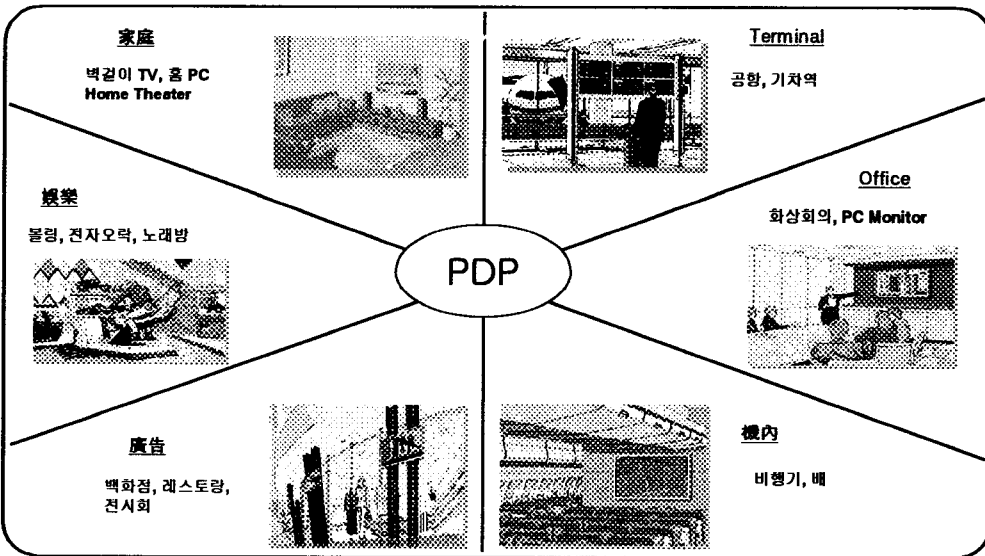 家庭
벽걸이 TV, 홈 PC
Home Theater
Terminal
공항, 기차역
娛樂
볼링, 전자오락, 노래방
Office
화상회의, PC Monitor
PDP
廣告
백화점, 레스토랑,
전시회
機內
비행기, 배